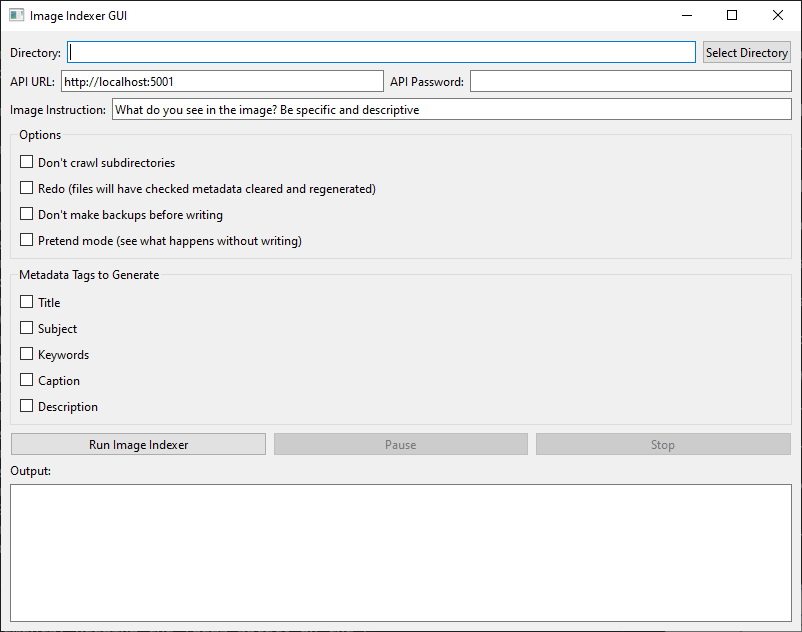 Image Indexer GUI
Directory: Select Directory
API URL: http://localhost:5001 API Password:
Image Instruction: What do you see in the image? Be specific and descriptive
Options
Don't crawl subdirectories
Redo (files will have checked metadata cleared and regenerated)
Don't make backups before writing
Pretend mode (see what happens without writing)
Metadata Tags to Generate
Title
Subject
Keywords
Caption
Description
Run Image Indexer Pause Stop
Output: